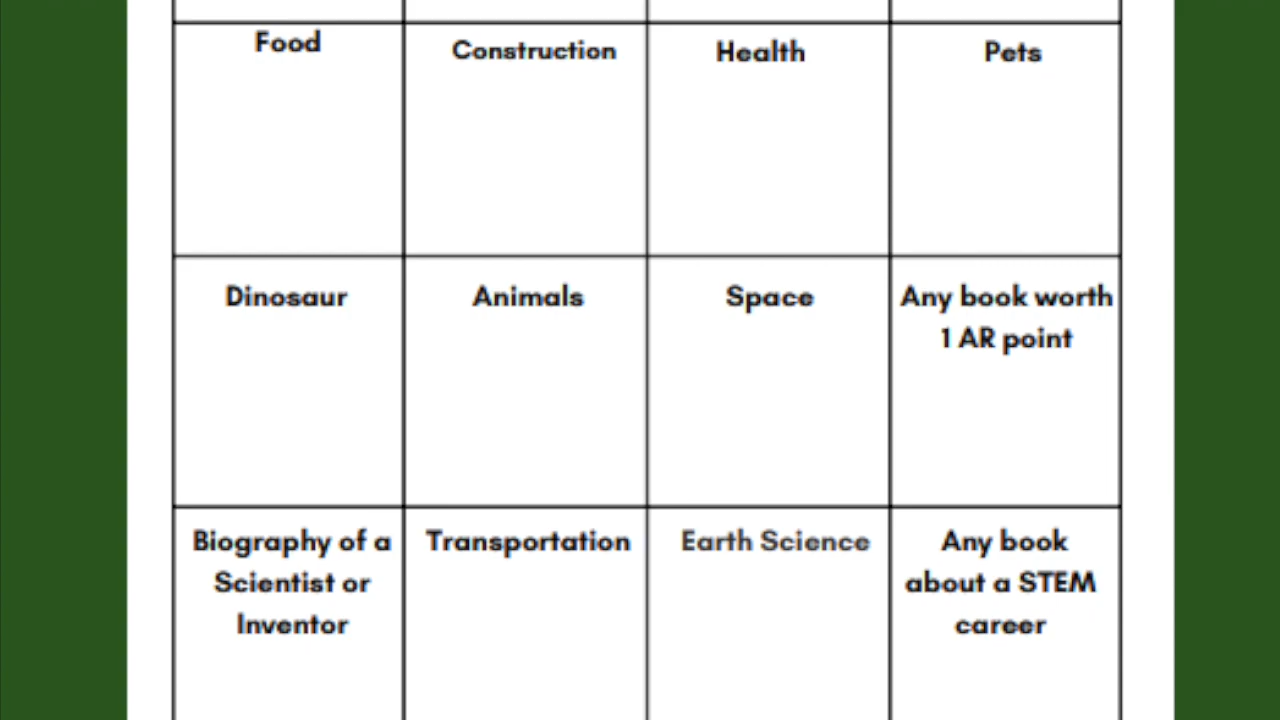 Food
Construction
Health
Pets
Dinosaur
Animals
Space
Any book worth
1 AR point
Biography of a
Scientist or
Inventor
Transportation
Earth Science
Any book
about a STEM
career